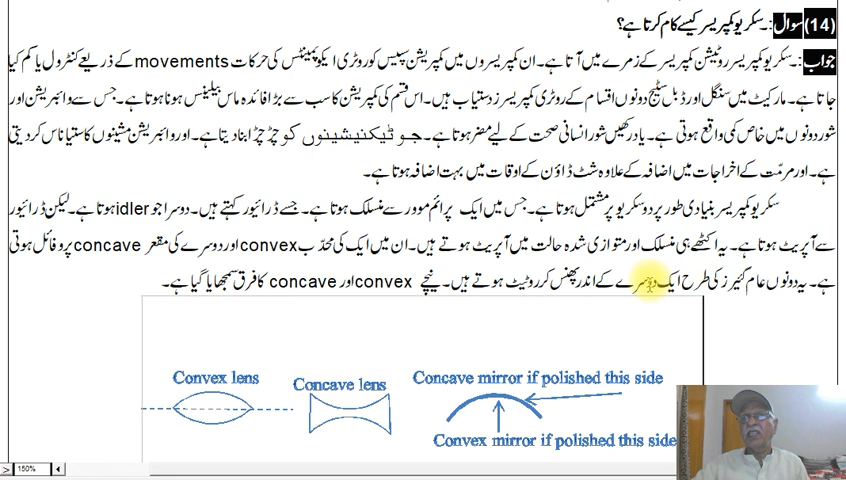 (14) سوال:۔ سکریو کمپریسر کیسے کام کرتا ہے؟
جواب:۔ سکریو کمپریسر روٹیشن کمپریسر کے زمرے میں آتا ہے۔ ان کمپریسروں میں کمپریشن سپیس کو روٹری ایکوپمینٹس کی حرکات movements کے ذریعے کنٹرول یا کم کیا
جاتا ہے۔ مارکیٹ میں سنگل اور ڈبل سٹیج دونوں اقسام کے روٹری کمپریسرز دستیاب ہیں۔ اس قسم کی کمپریشن کا سب سے بڑا فائدہ ماس بیلینس ہونا ہوتا ہے۔ جس سے وائبریشن اور
شور دونوں میں خاص کمی واقع ہوتی ہے۔ یاد رکھیں شور انسانی صحت کے لیے مضر ہوتا ہے۔ جو ٹیکنیشینوں کو چڑچڑا بنا دیتا ہے۔ اور وائبریشن مشینوں کا ستیاناس کر دیتی
ہے۔ اور مرمّت کے اخراجات میں اضافہ کے علاوہ شٹ ڈاؤن کے اوقات میں بہت اضافہ ہوتا ہے۔
سکریو کمپریسر بنیادی طور پر دو سکریو پر مشتمل ہوتا ہے۔ جس میں ایک پرائم موور سے منسلک ہوتا ہے۔ جسے ڈرائیور کہتے ہیں۔ دوسرا جو idler ہوتا ہے۔ لیکن ڈرائیور
سے آپریٹ ہوتا ہے۔ یہ اکٹھے ہی منسلک اور متوازی شدہ حالت میں آپریٹ ہوتے ہیں۔ ان میں ایک کی محدّب convex اور دوسرے کی مقعر concave پروفائل ہوتی
ہے۔ یہ دونوں عام گئیرز کی طرح ایک دوسرے کے اندر پھنس کر روٹیٹ ہوتے ہیں۔ نیچے convex اور concave کا فرق سمجھایا گیا ہے۔
Convex lens
Concave lens
Concave mirror if polished this side
Convex mirror if polished this side
150%